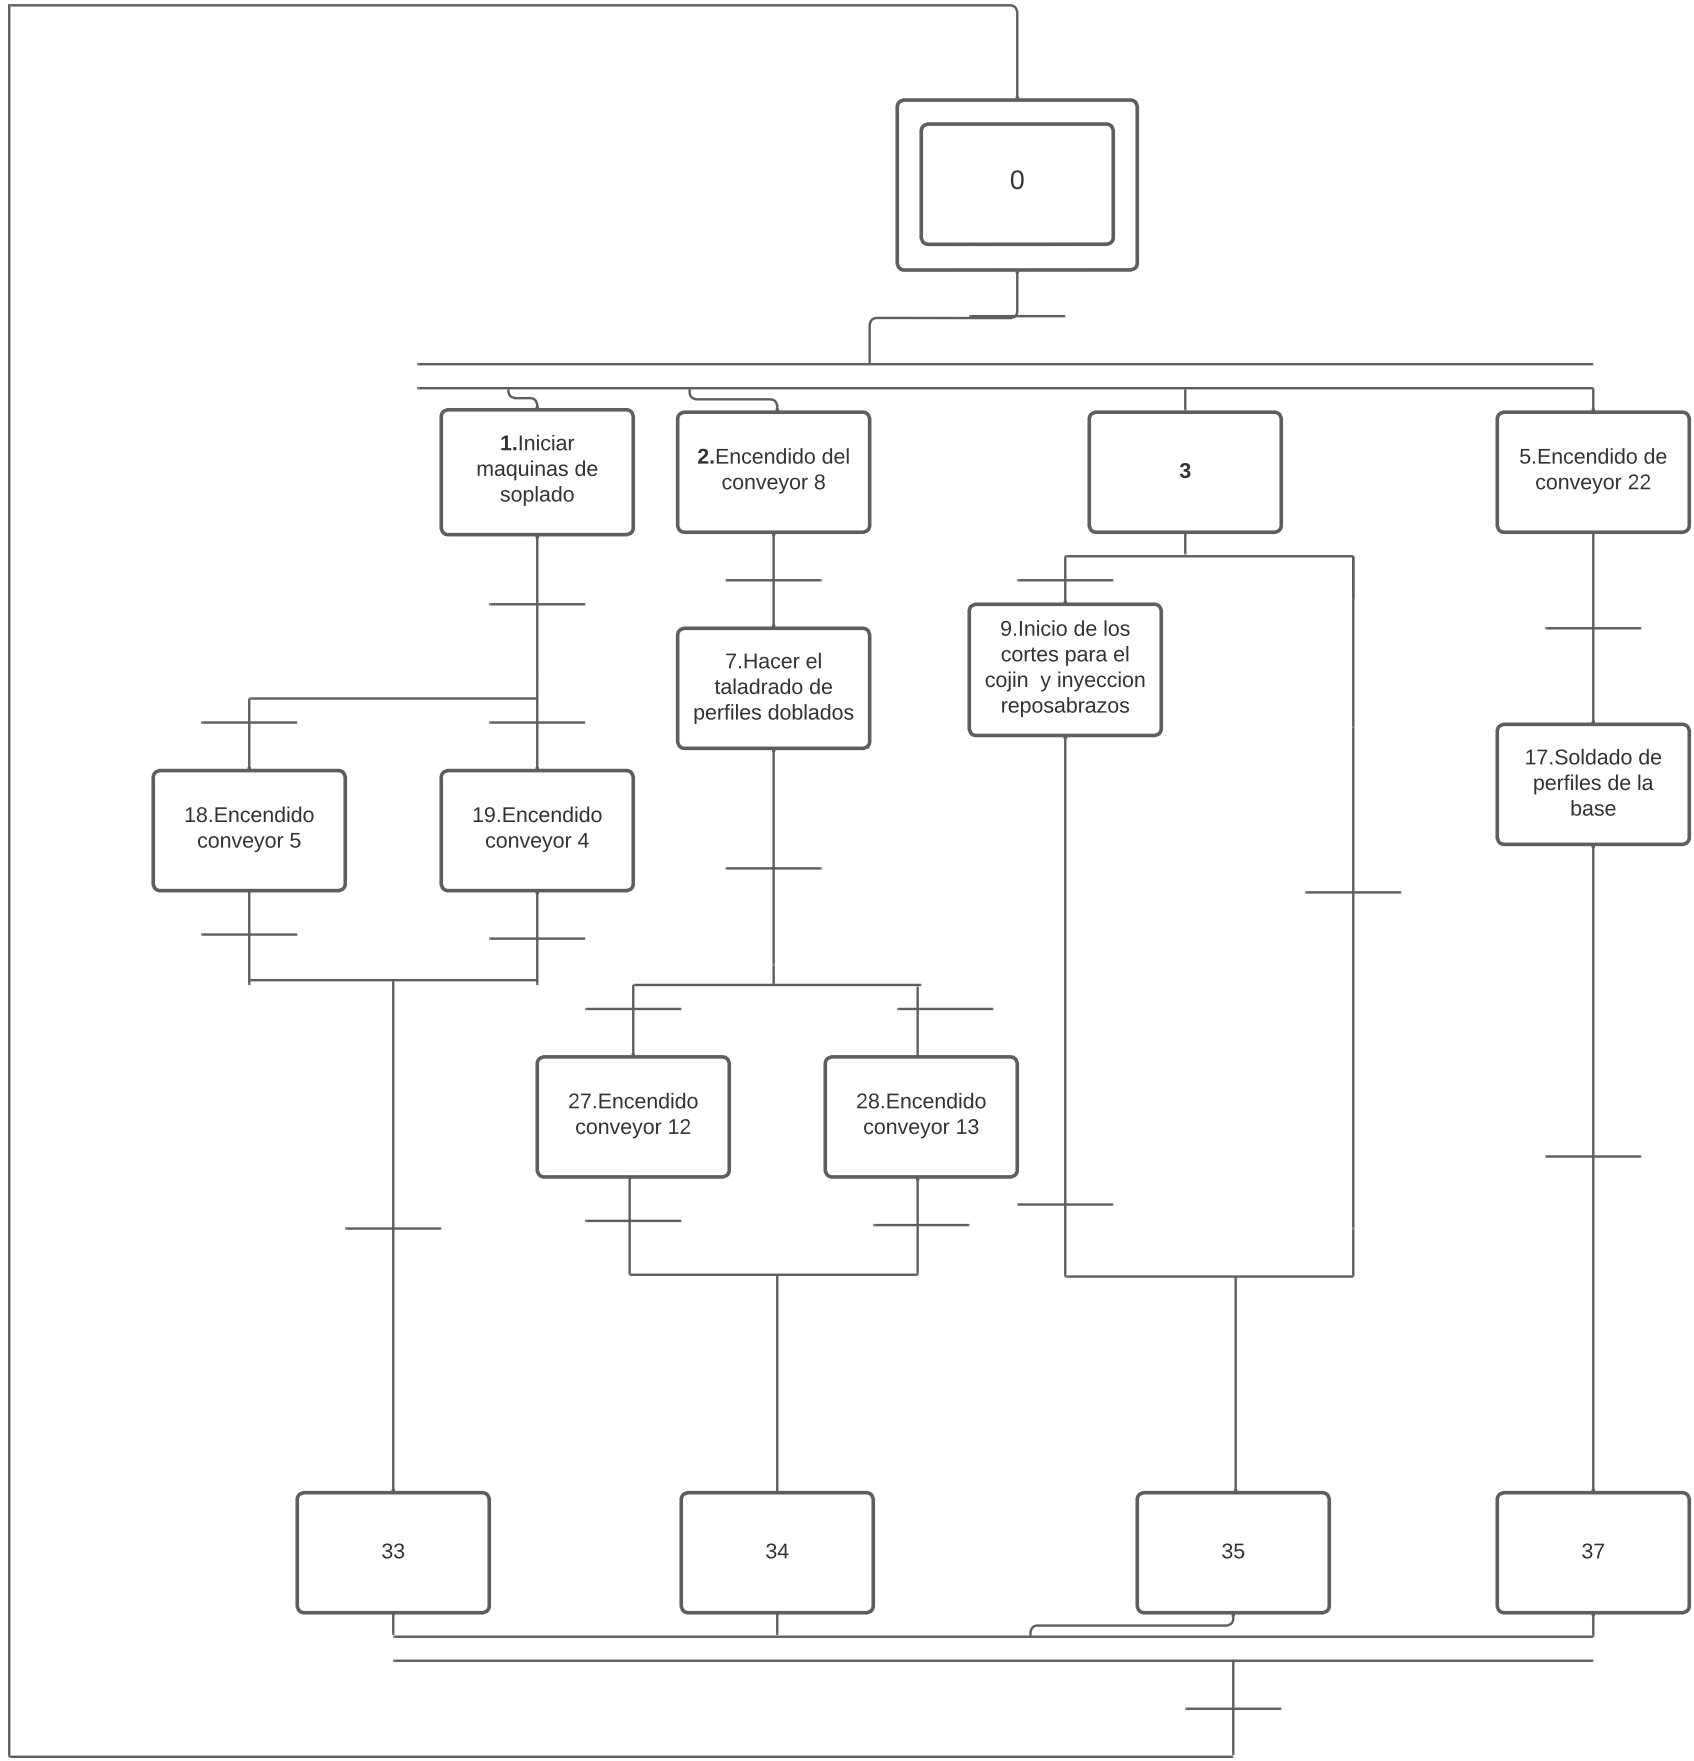 0
1.Iniciar
maquinas de
soplado
2.Encendido del
conveyor 8
3
5.Encendido de
conveyor 22
7.Hacer el
taladrado de
perfiles doblados
9.Inicio de los
cortes para el
cojin y inyeccion
reposabrazos
17.Soldado de
perfiles de la
base
18.Encendido
conveyor 5
19.Encendido
conveyor 4
27.Encendido
conveyor 12
28.Encendido
conveyor 13
33
34
35
37